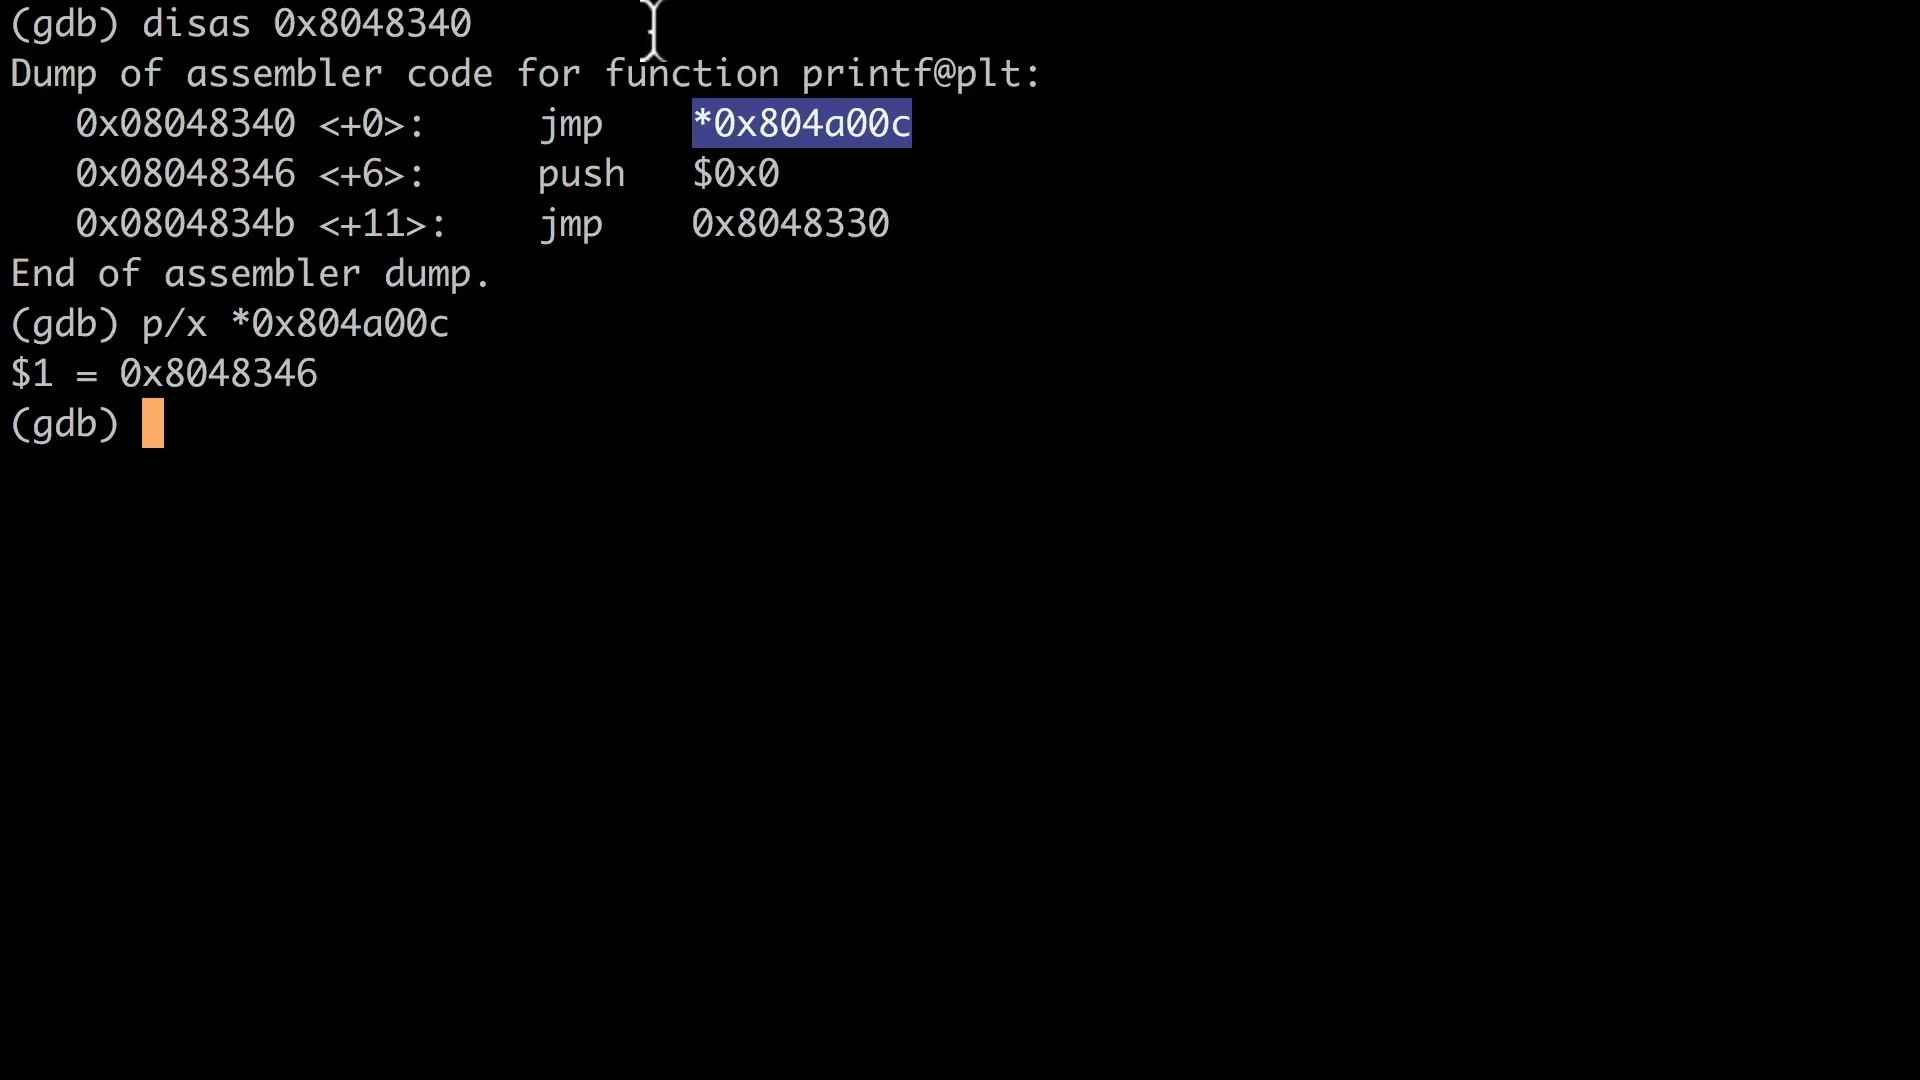 (gdb) disas 0x8048340
Dump of assembler code for function printf@plt:
   0x08048340 <+0>:     jmp    *0x804a00c
   0x08048346 <+6>:     push   $0x0
   0x0804834b <+11>:    jmp    0x8048330
End of assembler dump.
(gdb) p/x *0x804a00c
$1 = 0x8048346
(gdb)